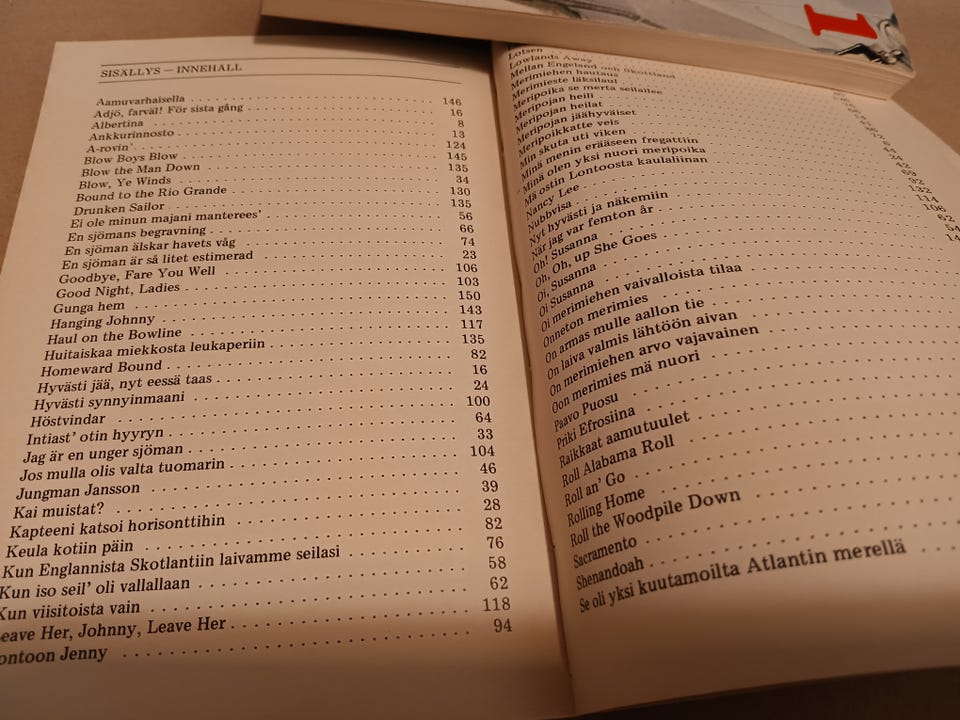 SISÄLLYS — INNEHÅLL
Aamuvarhaisella 146
Adjö, farväl! För sista gång 16
Albertina 8
Ankkurinnosto 13
A-rovin' 124
Blow Boys Blow 145
Blow the Man Down 135
Blow, Ye Winds 34
Bound to the Rio Grande 130
Drunken Sailor 135
Ei ole minun majani manterees' 56
En sjömans begravning 66
En sjöman älskar havets våg 74
En sjöman är så litet estimerad 23
Goodbye, Fare You Well 106
Good Night, Ladies 103
Gunga hem 150
Hanging Johnny 143
Haul on the Bowline 117
Huitaiskaa miekkosta leukaperiin 135
Homeward Bound 82
Hyvästi jää, nyt eessä taas 16
Hyvästi synnyinmaani 24
Höstvindar 100
Intiast' otin hyyryn 64
Jag är en unger sjöman 33
Jos mulla olis valta tuomarin 104
Jungman Jansson 46
Kai muistat? 39
Kapteeni katsoi horisonttihin 28
Keula kotiin päin 82
Kun Englannista Skotlantiin laivamme seilasi 76
Kun iso seil' oli vallallaan 58
Kun viisitoista vain 62
Leave Her, Johnny, Leave Her 118
ontoon Jenny 94
Lotsen
Lowlands Away
Mellan Engeland och Skottland
Merimiehen hautaus
Merimieste läksilaul
Meripoika se merta seilailee
Meripojan heili
Meripojan heilat
Meripojan jäähyväiset
Meripoikkatte veis
Min skuta uti viken
Minä menin erääseen fregattiin
Minä olen yksi nuori meripoika
Mä ostin Lontoosta kaulaliinan
Nancy Lee
Nubbvisa
Nyt hyvästi ja näkemiin
När jag var femton år
Oh! Susanna
Oh, up She Goes
Oi, Susanna
Oi Susanna
Oi merimiehen vaivalloista tilaa
Onneton merimies
On armas mulle aallon tie
On laiva valmis lähtöön aivan
On merimiehen arvo vajavainen
Oon merimies mä nuori
Paavo Puosu
Priki Efrosiina
Raikkaat aamutuulet
Roll Alabama Roll
Roll an' Go
Rolling Home
Roll the Woodpile Down
Sacramento
Shenandoah
Se oli yksi kuutamoilta Atlantin merellä